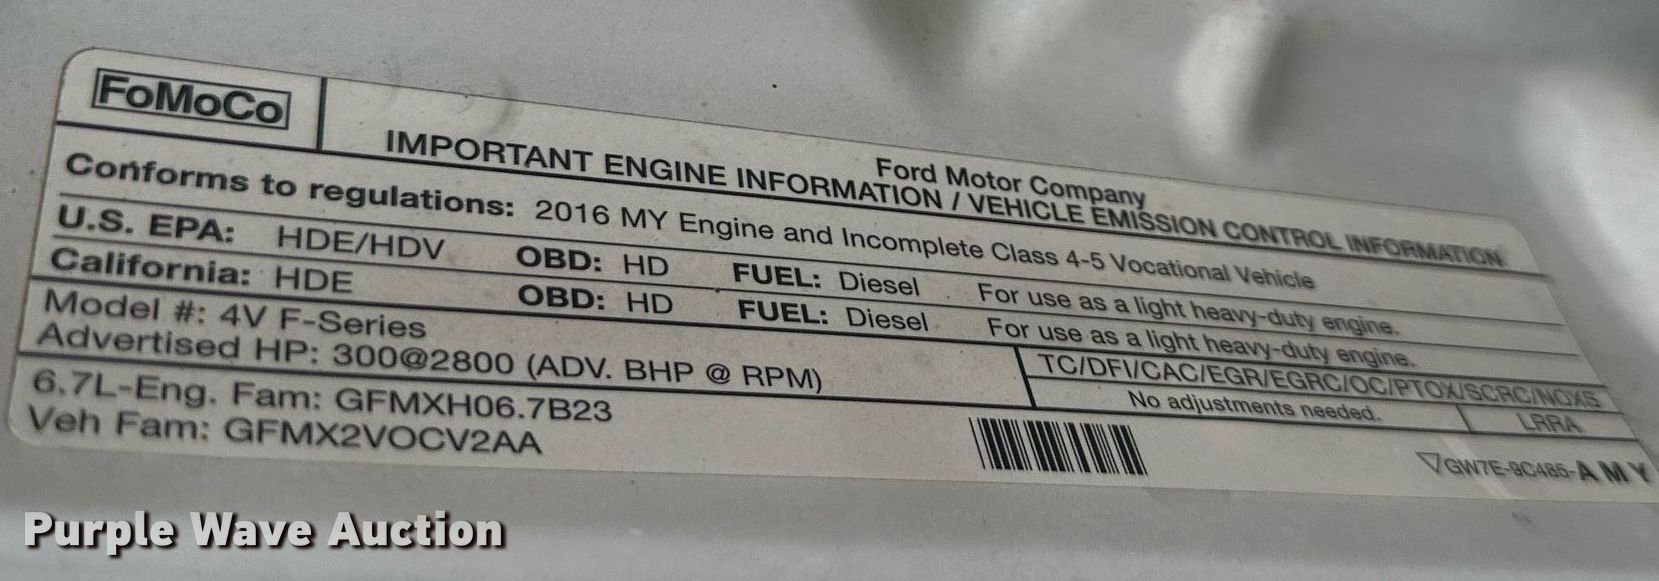 FoMoCo
Ford Motor Company
IMPORTANT ENGINE INFORMATION / VEHICLE EMISSION CONTROL INFORMATION
Conforms to regulations: 2016 MY Engine and Incomplete Class 4-5 Vocational Vehicle
U.S. EPA: HDE/HDV OBD: HD FUEL: Diesel For use as a light heavy-duty engine.
California: HDE OBD: HD FUEL: Diesel For use as a light heavy-duty engine.
Model #: 4V F-Series
Advertised HP: 300@2800 (ADV. BHP @ RPM)
TC/DFI/CAC/EGR/EGRC/OC/PTOX/SCRC/NOXS
No adjustments needed. LRRA
6.7L-Eng. Fam: GFMXH06.7B23
Veh Fam: GFMX2VOCV2AA
GW7E-9C485-AMY
Purple Wave Auction